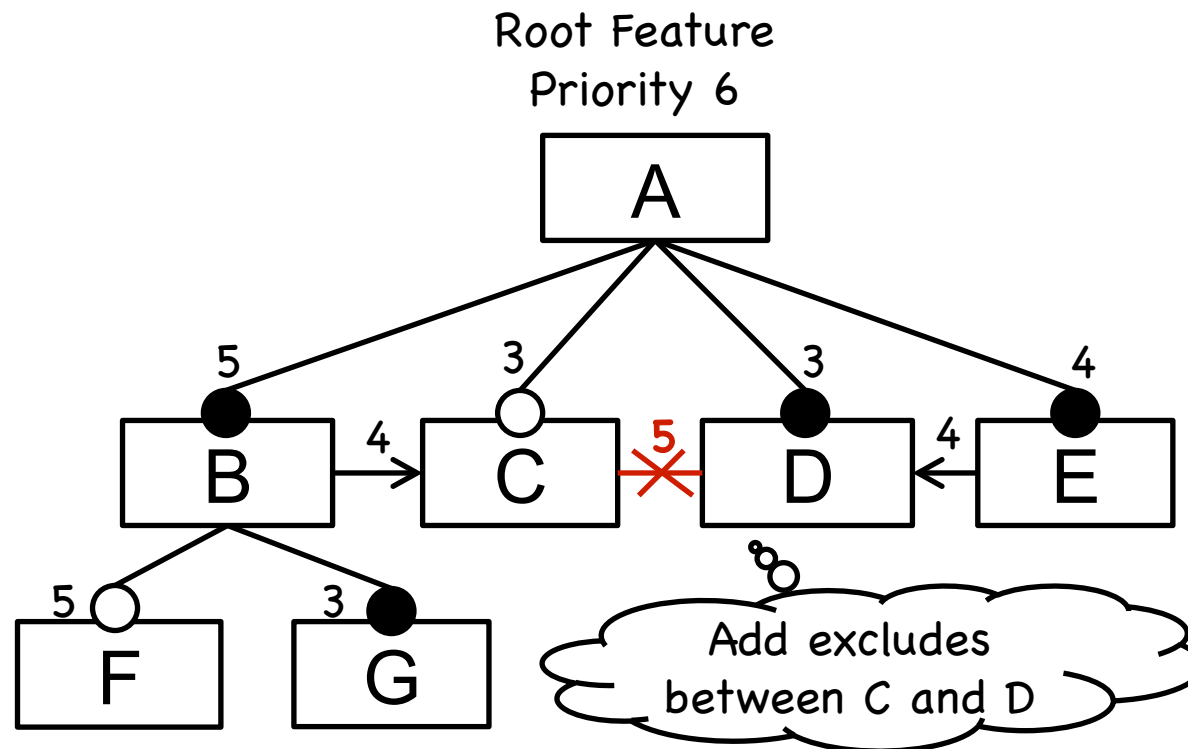 Root Feature
Priority 6
A
5 3 3 4
B 4 C 5 D 4 E
5 3
F G
Add excludes
between C and D